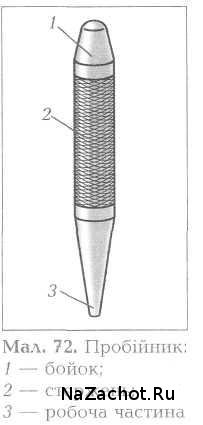 1
2
3
Мал. 72. Пробійник:
1 — бойок;
2 —
NaZachot.Ru
3 — робоча частина